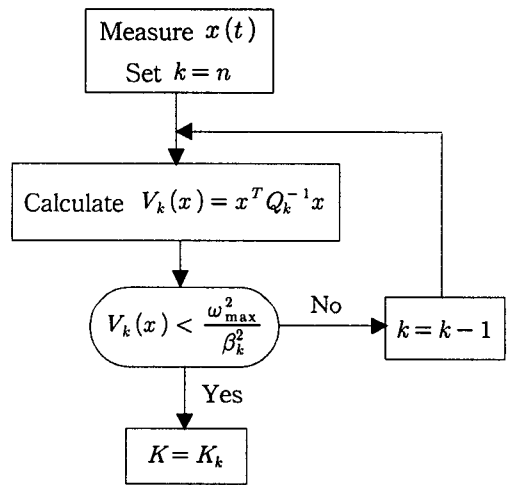 Measure x(t)
Set k = n
Calculate V_k(x) = x^T Q_k^{-1} x
V_k(x) < ω_max^2 / β_k^2
No
k = k − 1
Yes
K = K_k